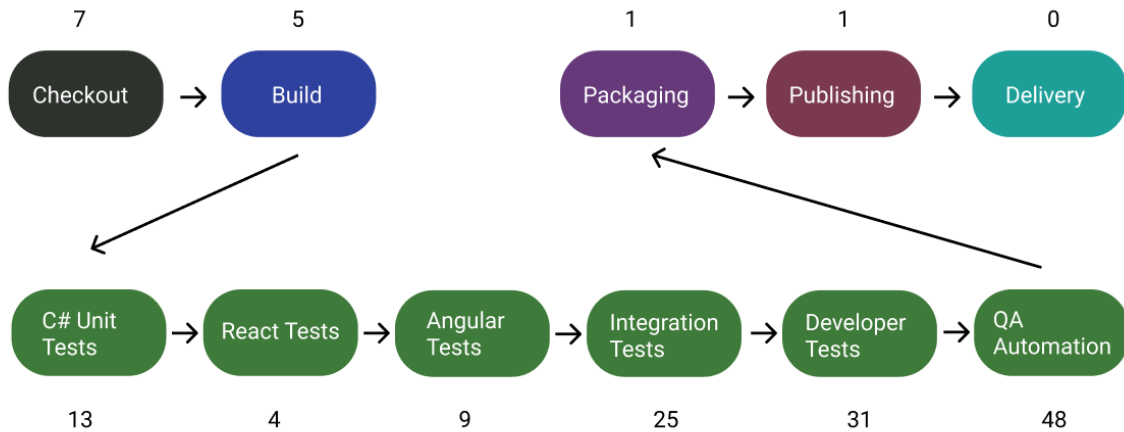 7 5 1 1 0
Checkout Build Packaging Publishing Delivery
C# Unit
Tests
React Tests
Angular
Tests
Integration
Tests
Developer
Tests
QA
Automation
13 4 9 25 31 48